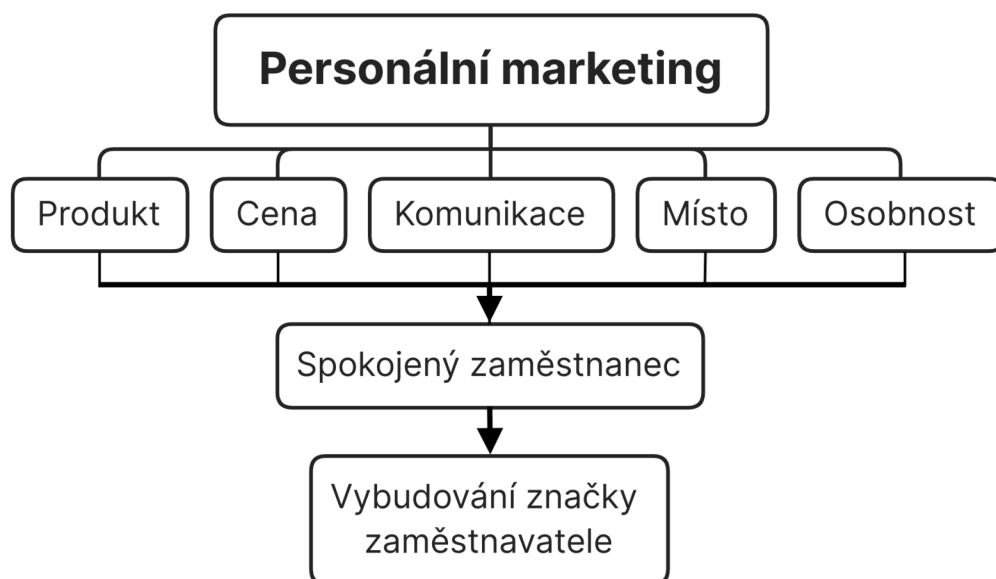 Personální marketing
Produkt
Cena
Komunikace
Místo
Osobnost
Spokojený zaměstnanec
Vybudování značky
zaměstnavatele